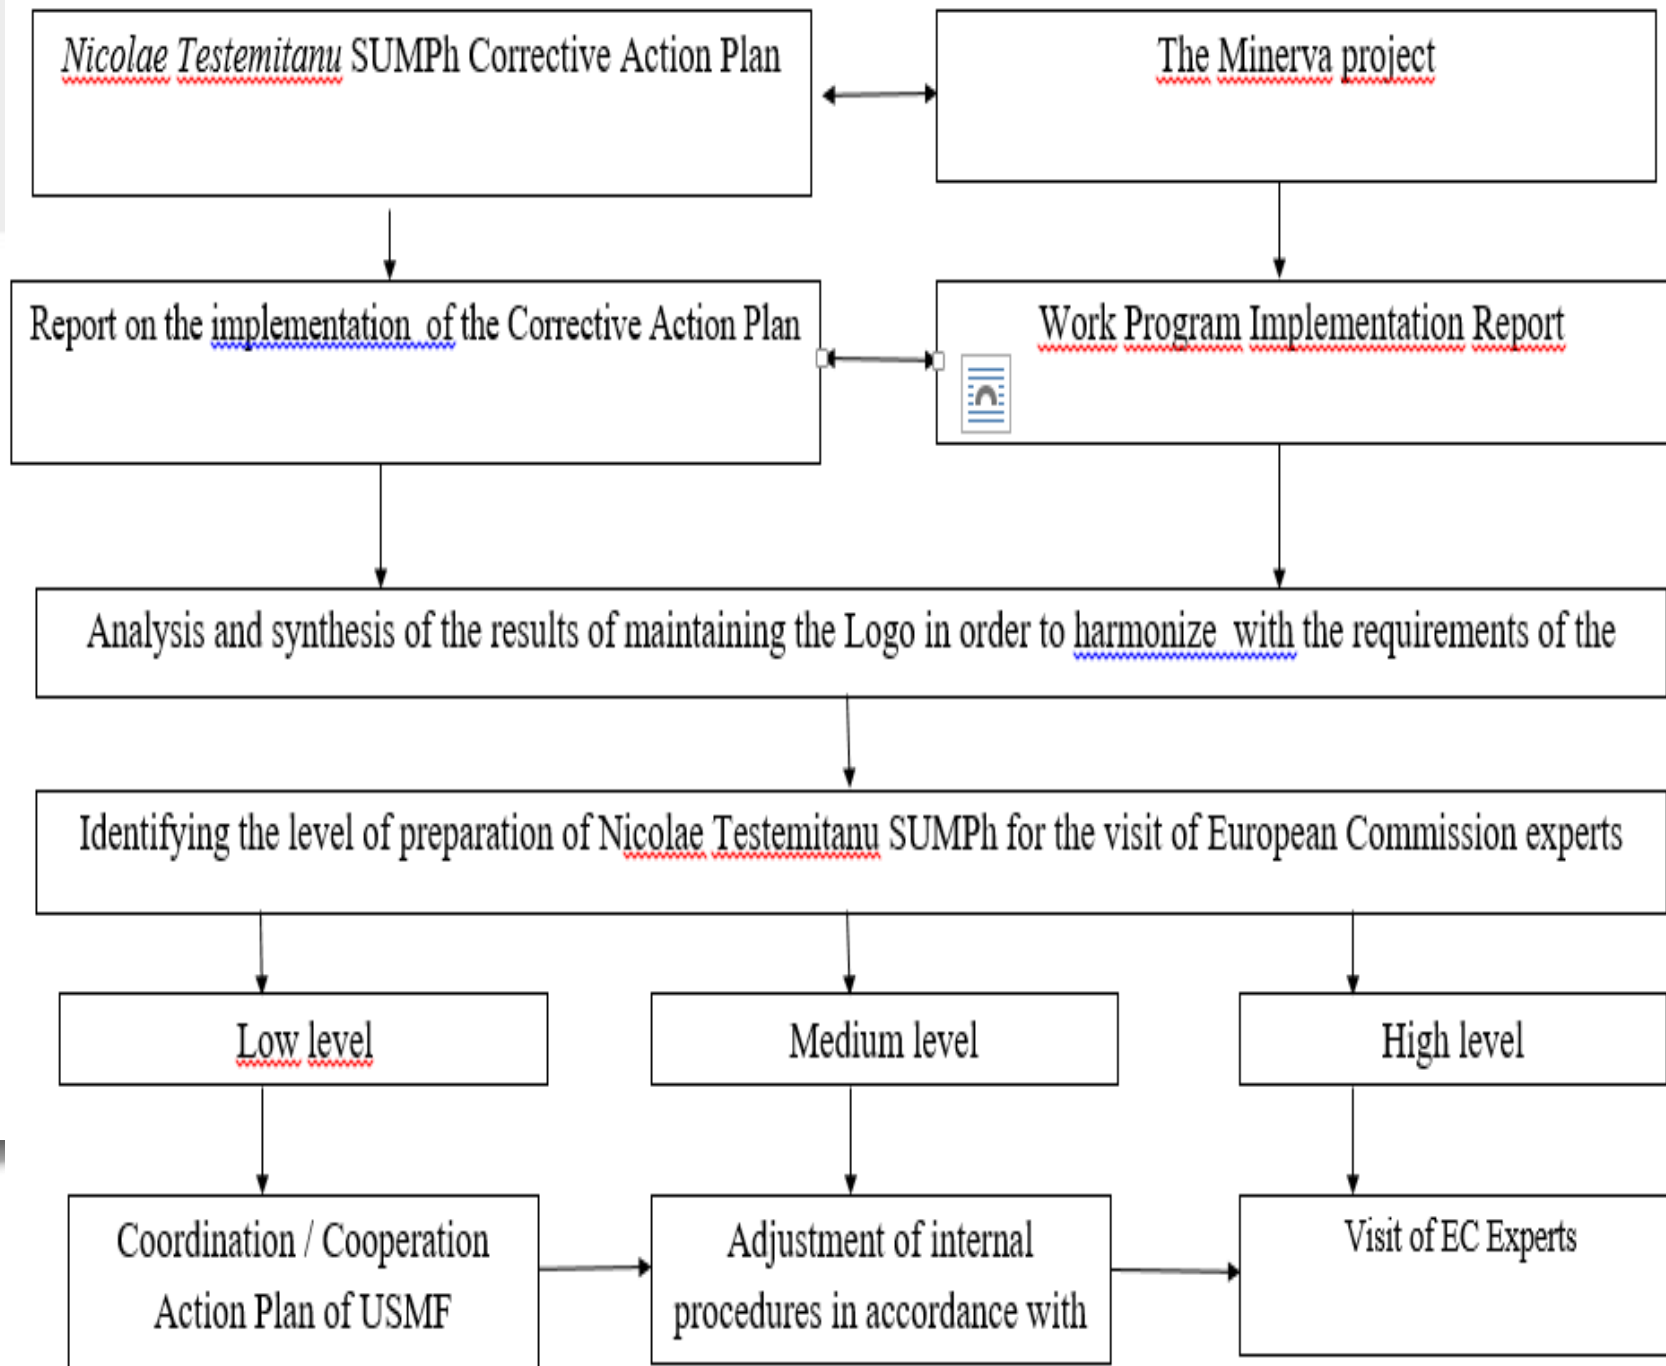 Nicolae Testemitanu SUMPh Corrective Action Plan
The Minerva project
Report on the implementation of the Corrective Action Plan
Work Program Implementation Report
Analysis and synthesis of the results of maintaining the Logo in order to harmonize with the requirements of the
Identifying the level of preparation of Nicolae Testemitanu SUMPh for the visit of European Commission experts
Low level
Medium level
High level
Coordination / Cooperation
Action Plan of USMF
Adjustment of internal
procedures in accordance with
Visit of EC Experts